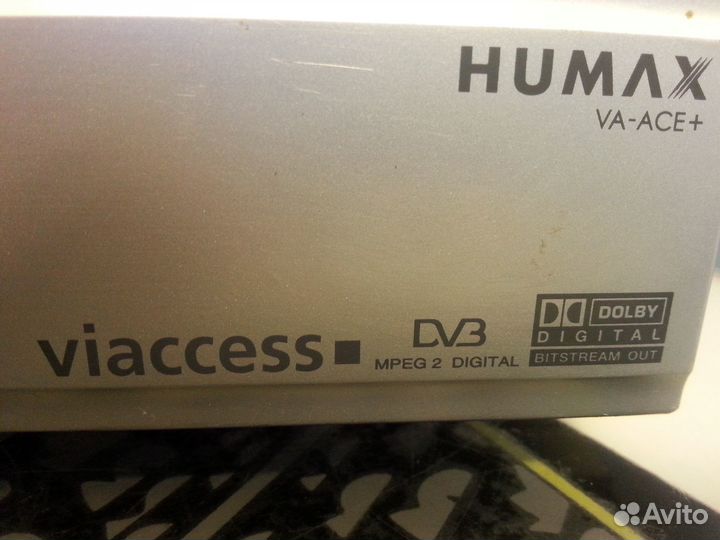 HUMAX
VA-ACE+
viaccess
DVB
MPEG 2 DIGITAL
DOLBY
DIGITAL
BITSTREAM OUT
Avito